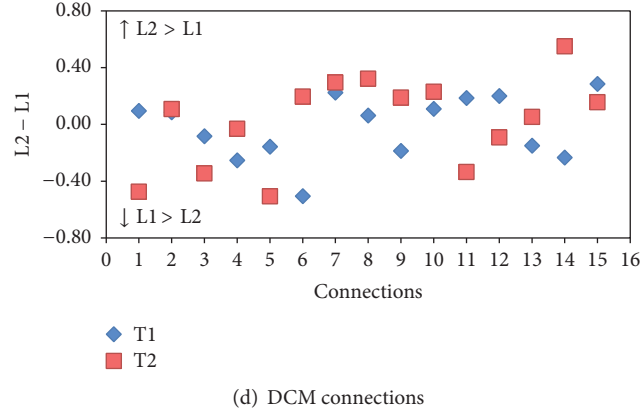 0.80
↑ L2 > L1
0.40
0.00
L2 – L1
−0.40
↓ L1 > L2
−0.80
0 1 2 3 4 5 6 7 8 9 10 11 12 13 14 15 16
Connections
T1
T2
(d) DCM connections